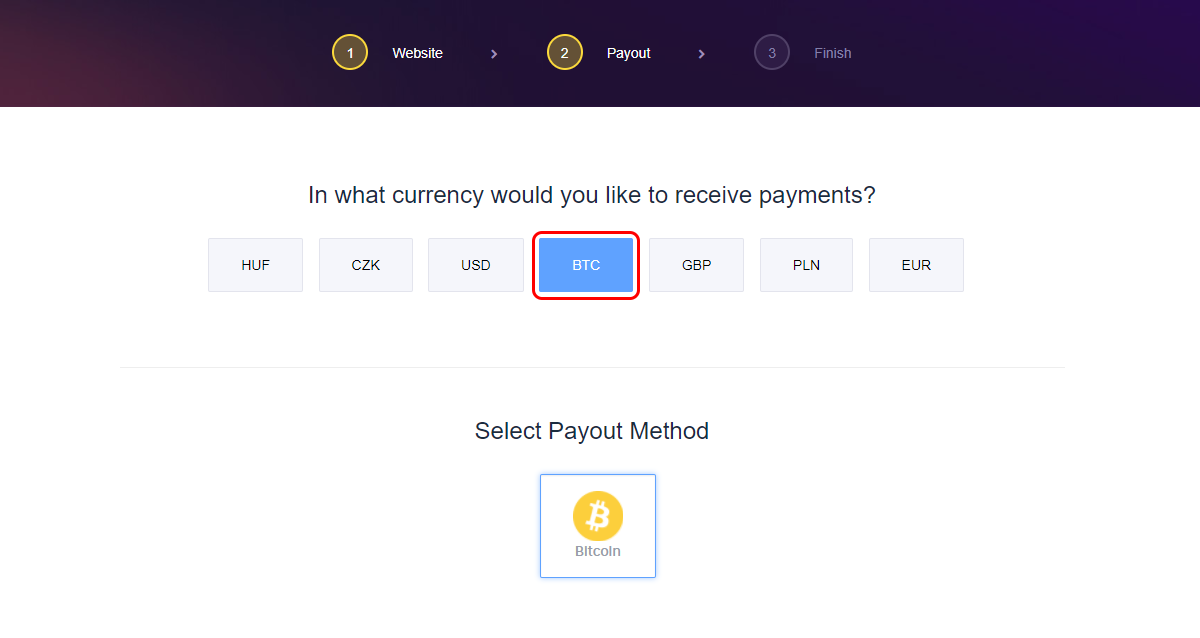 1 Website > 2 Payout > 3 Finish
In what currency would you like to receive payments?
HUF CZK USD BTC GBP PLN EUR
Select Payout Method
Bitcoin